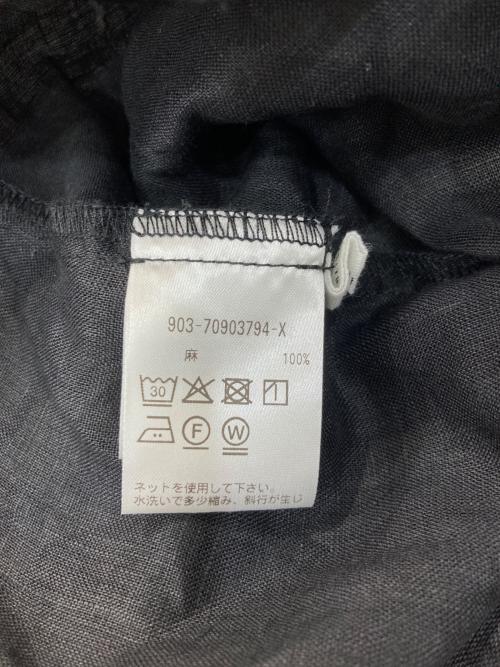 903-70903794-X
麻 100%
30
F W
ネットを使用して下さい。
水洗いで多少縮み、斜行が生じ